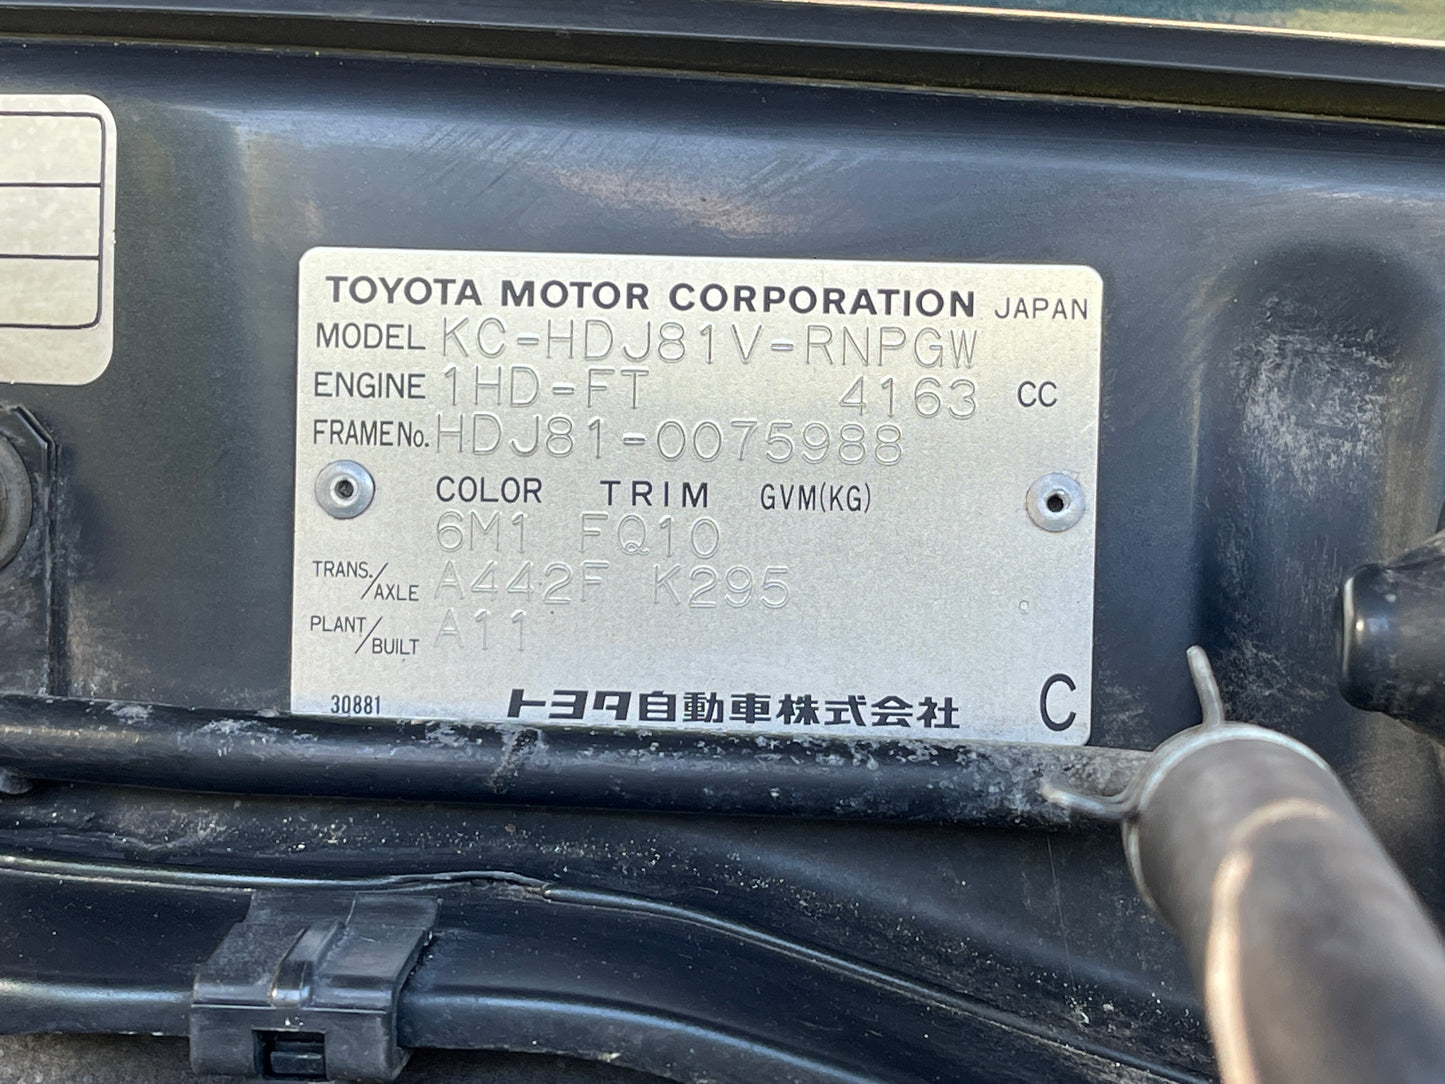 TOYOTA MOTOR CORPORATION JAPAN
MODEL KC-HDJ81V-RNPGW
ENGINE 1HD-FT 4163 CC
FRAME No. HDJ81-0075988
COLOR TRIM GVM(KG)
6M1 FQ10
TRANS./AXLE A442F K295
PLANT/BUILT A11
30881 トヨタ自動車株式会社 C